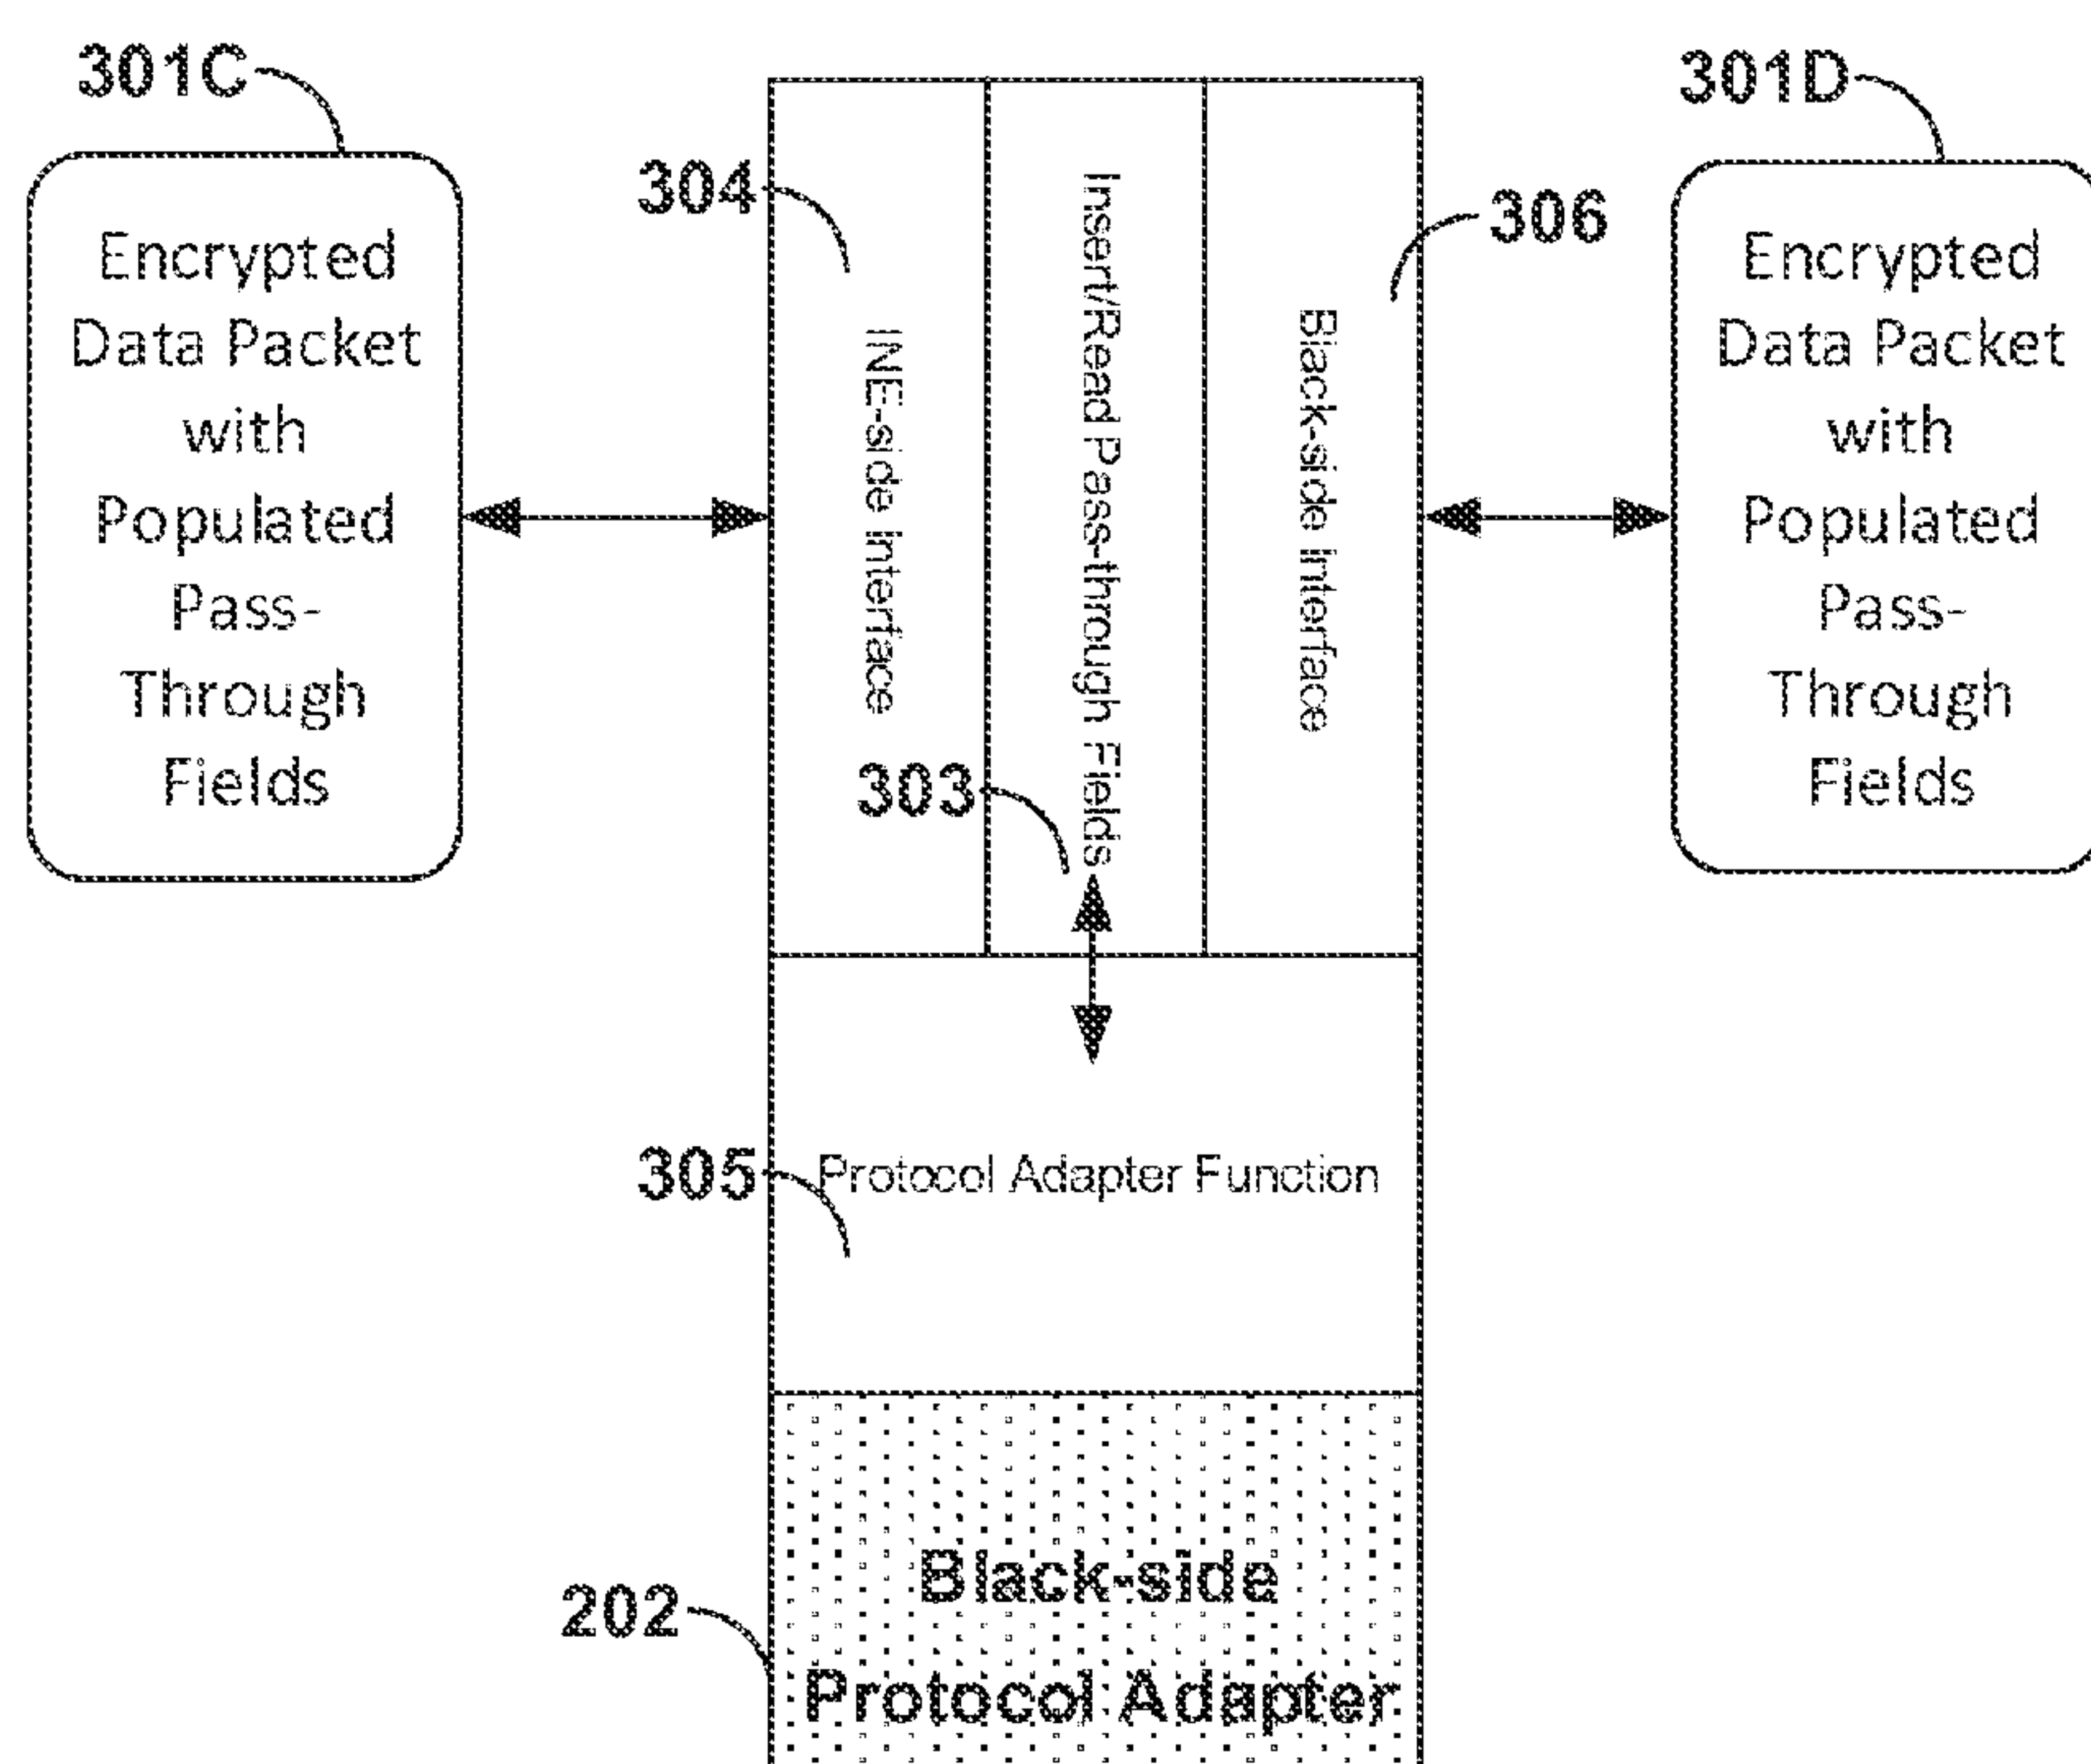 301C
301D
304
306
Encrypted
Data Packet
with
Populated
Pass-
Through
Fields
INE-side Interface
Insert/Read Pass-through Fields
Black-side Interface
Encrypted
Data Packet
with
Populated
Pass-
Through
Fields
303
305
Protocol Adapter Function
202
Black-side
Protocol Adapter